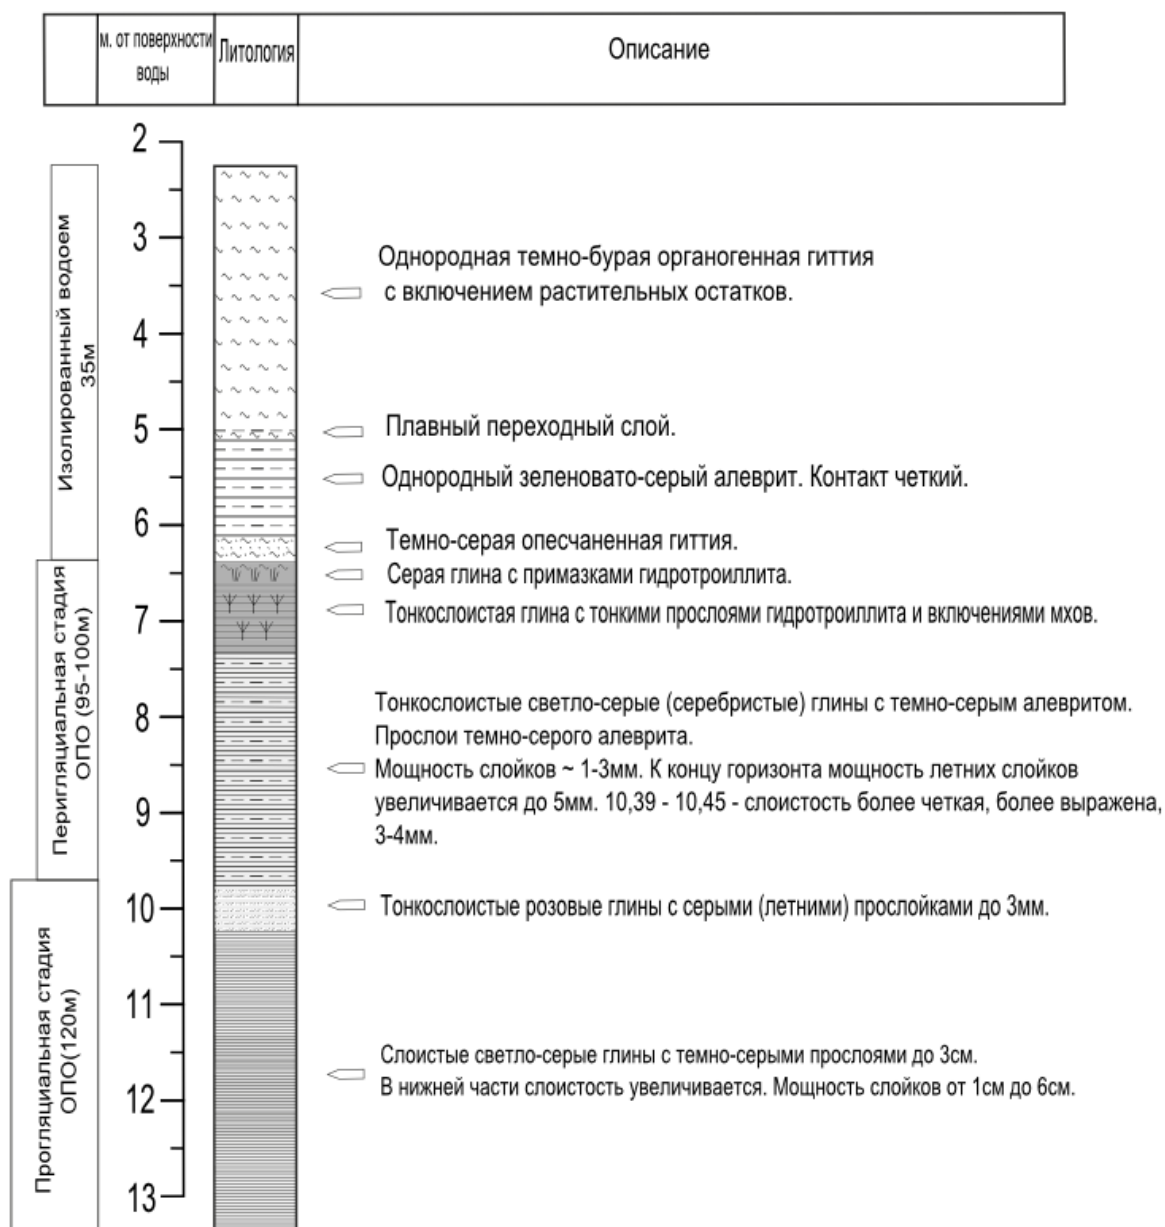 м. от поверхности
воды
Литология
Описание
2
3
4
5
6
7
8
9
10
11
12
13
Изолированный водоем
35м
Перигляциальная стадия
ОПО (95-100м)
Прогляциальная стадия
ОПО(120м)
Однородная темно-бурая органогенная гиттия
с включением растительных остатков.
Плавный переходный слой.
Однородный зеленовато-серый алеврит. Контакт четкий.
Темно-серая опесчаненная гиттия.
Серая глина с примазками гидротроиллита.
Тонкослоистая глина с тонкими прослоями гидротроиллита и включениями мхов.
Тонкослоистые светло-серые (серебристые) глины с темно-серым алевритом.
Прослои темно-серого алеврита.
Мощность слойков ~ 1-3мм. К концу горизонта мощность летних слойков
увеличивается до 5мм. 10,39 - 10,45 - слоистость более четкая, более выражена,
3-4мм.
Тонкослоистые розовые глины с серыми (летними) прослойками до 3мм.
Слоистые светло-серые глины с темно-серыми прослоями до 3см.
В нижней части слоистость увеличивается. Мощность слойков от 1см до 6см.